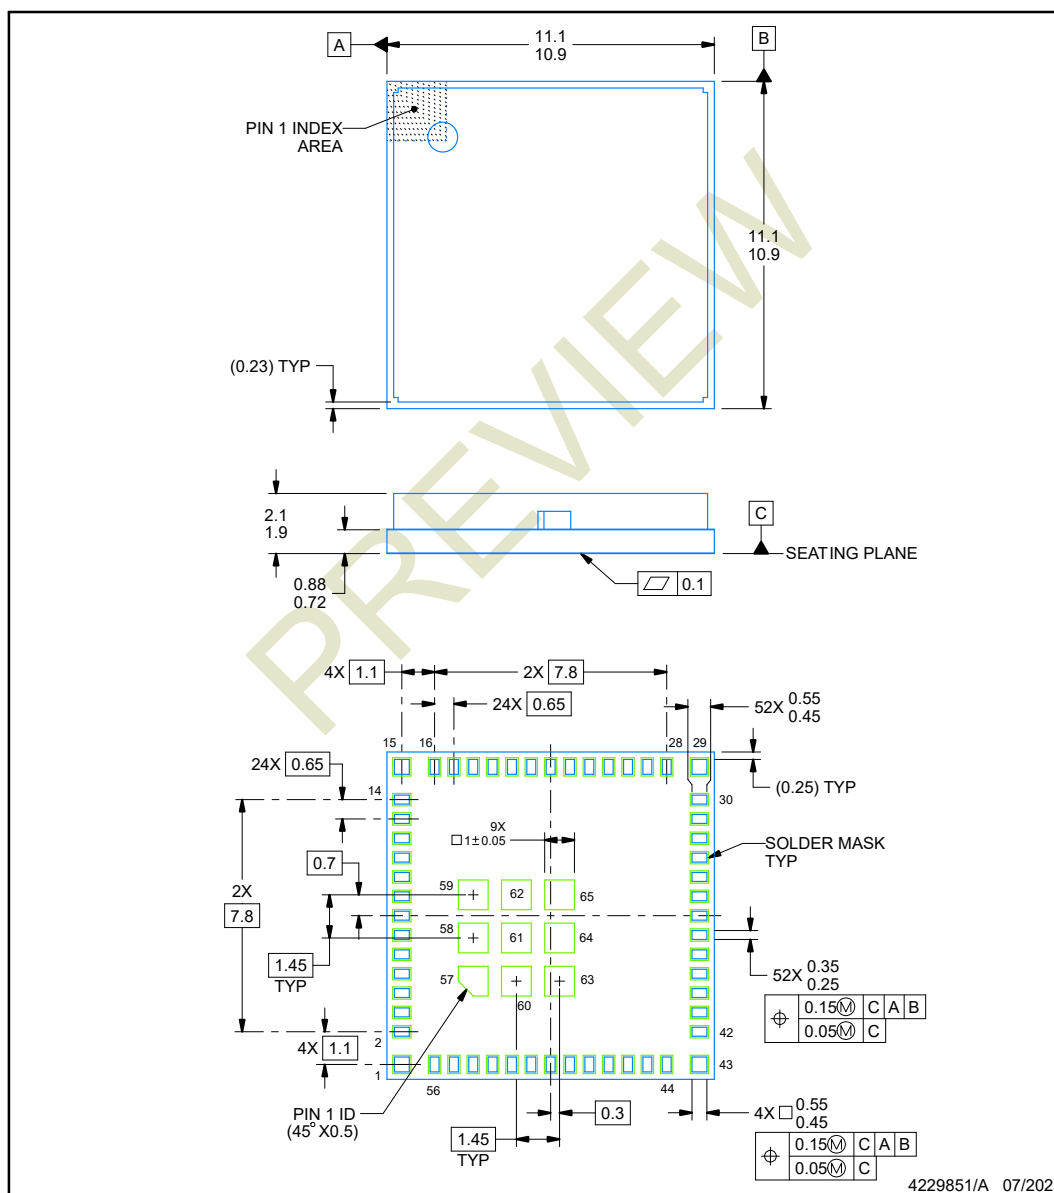 A
11.1
10.9
B
PIN 1 INDEX
AREA
11.1
10.9
(0.23) TYP
PREVIEW
2.1
1.9
C
SEATING PLANE
0.88
0.72
0.1
4X 1.1
2X 7.8
24X 0.65
52X 0.55
0.45
15
16
28
29
24X 0.65
14
30
(0.25) TYP
9X
1±0.05
SOLDER MASK
TYP
0.7
2X
7.8
59
62
65
58
61
64
1.45
TYP
57
60
63
52X 0.35
0.25
0.15Ⓜ C A B
0.05Ⓜ C
2
42
4X 1.1
1
43
56
44
PIN 1 ID
(45° X0.5)
0.3
1.45
TYP
4X □ 0.55
0.45
0.15Ⓜ C A B
0.05Ⓜ C
4229851/A 07/202